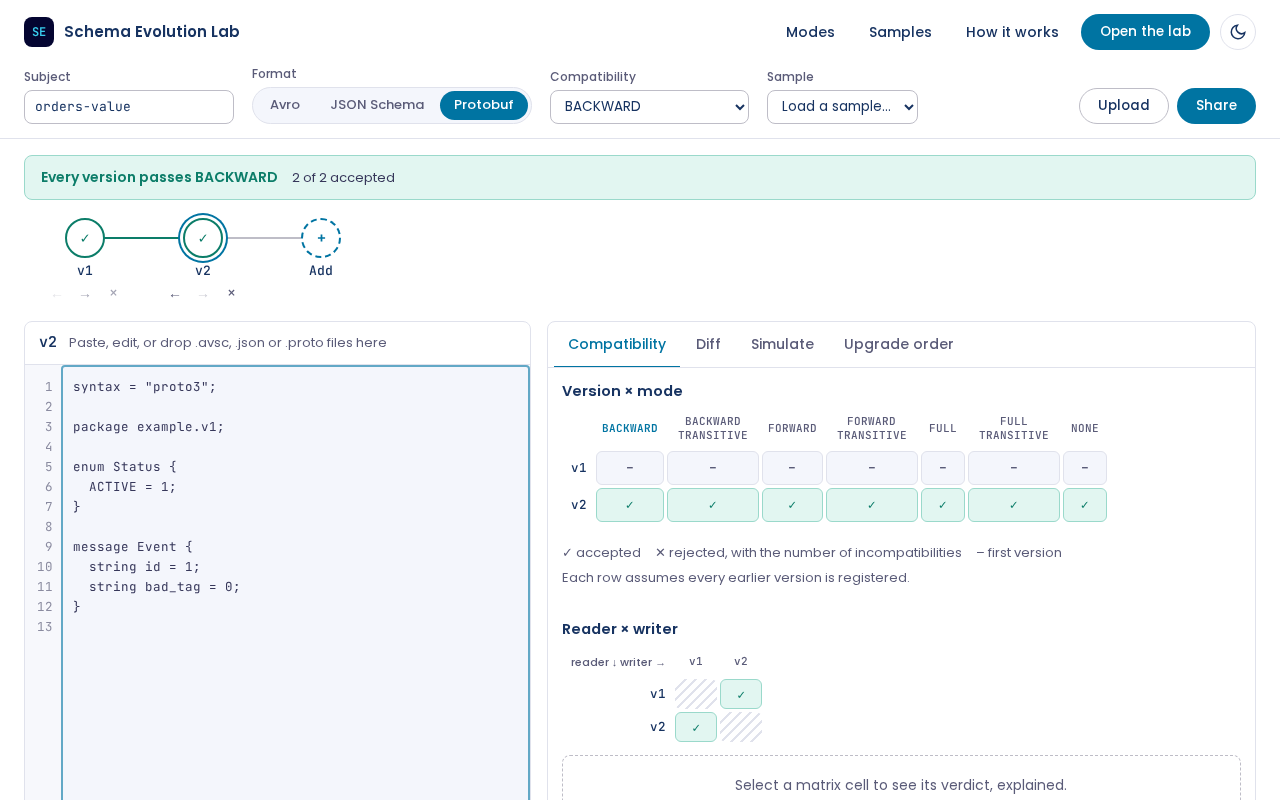 SE Schema Evolution Lab Modes Samples How it works Open the lab
Subject Format Compatibility Sample
orders-value Avro JSON Schema Protobuf BACKWARD Load a sample... Upload Share
Every version passes BACKWARD 2 of 2 accepted
✓ ✓ +
v1 v2 Add
← → × ← → ×
v2 Paste, edit, or drop .avsc, .json or .proto files here
1 syntax = "proto3";
2
3 package example.v1;
4
5 enum Status {
6 ACTIVE = 1;
7 }
8
9 message Event {
10 string id = 1;
11 string bad_tag = 0;
12 }
13
Compatibility Diff Simulate Upgrade order
Version × mode
BACKWARD BACKWARD TRANSITIVE FORWARD FORWARD TRANSITIVE FULL FULL TRANSITIVE NONE
v1 – – – – – – –
v2 ✓ ✓ ✓ ✓ ✓ ✓ ✓
✓ accepted ✕ rejected, with the number of incompatibilities – first version
Each row assumes every earlier version is registered.
Reader × writer
reader ↓ writer → v1 v2
v1 ✓
v2 ✓
Select a matrix cell to see its verdict, explained.